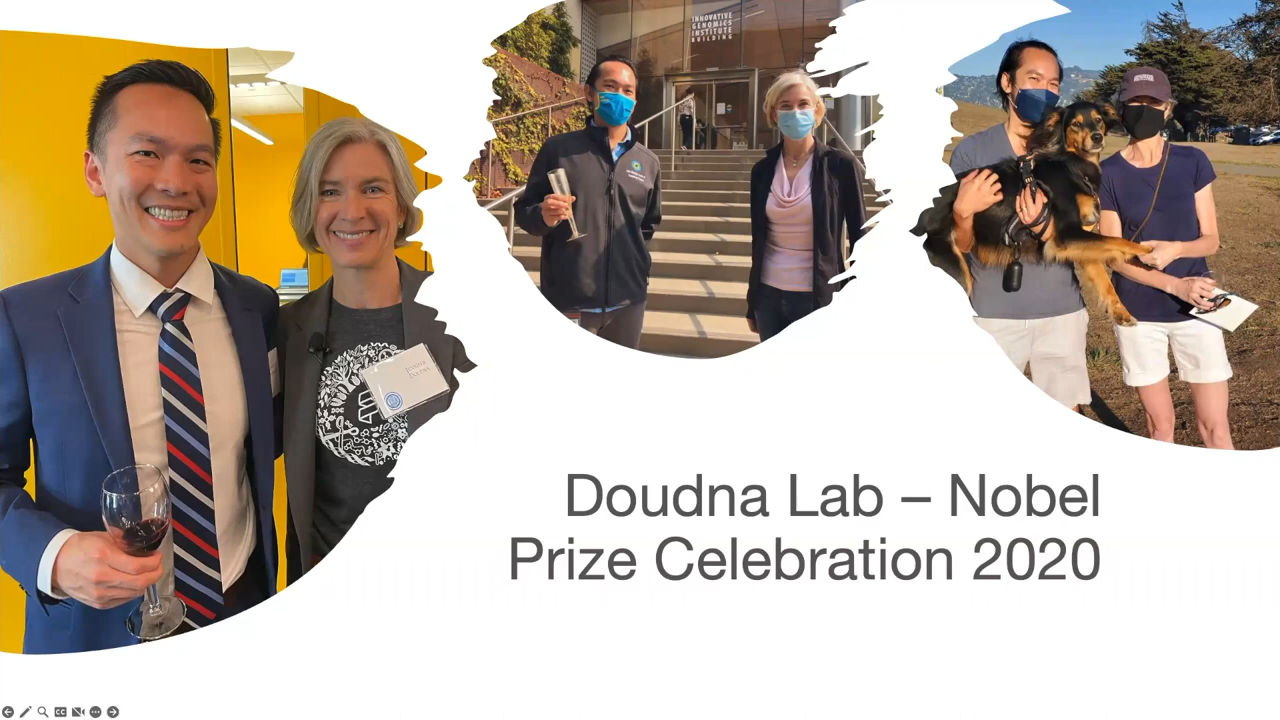 INNOVATIVE
GENOMICS
INSTITUTE
BUILDING
Doudna Lab – Nobel
Prize Celebration 2020